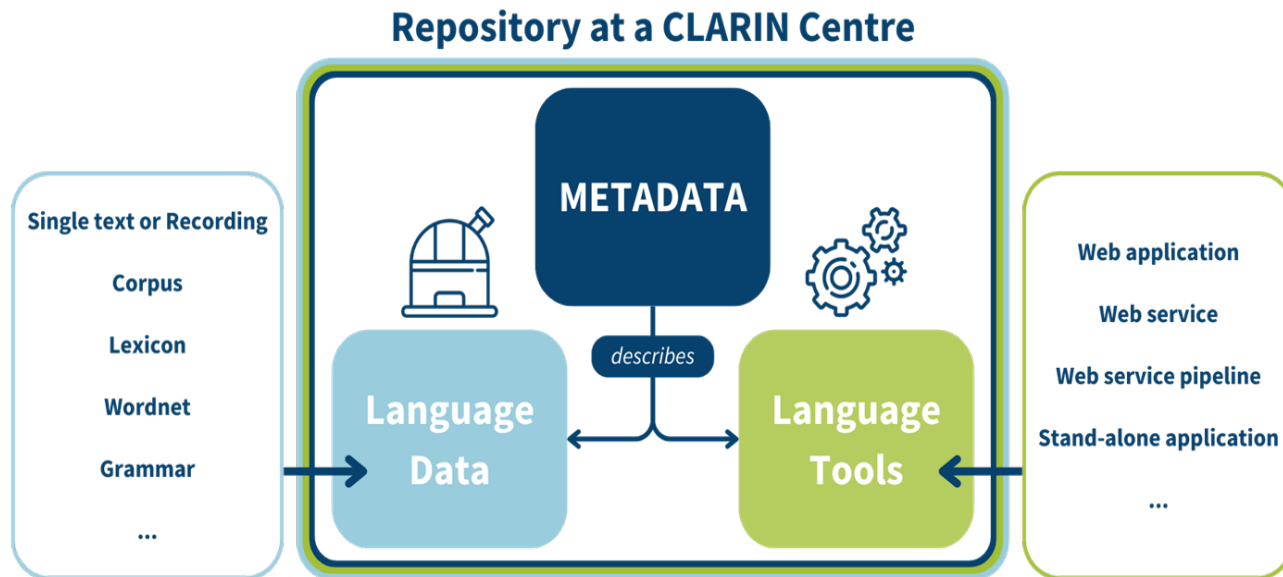 Repository at a CLARIN Centre
METADATA
describes
Language
Data
Language
Tools
Single text or Recording
Corpus
Lexicon
Wordnet
Grammar
...
Web application
Web service
Web service pipeline
Stand-alone application
...